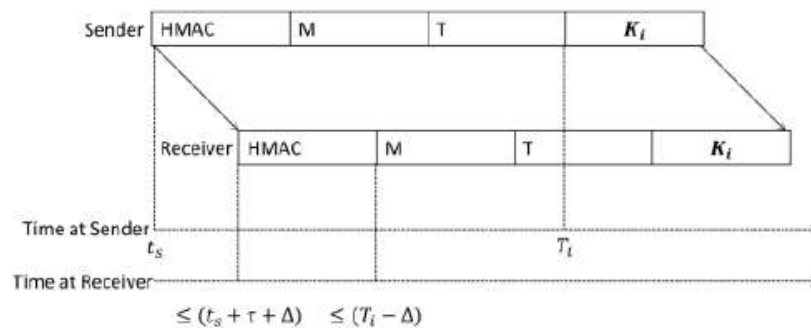 Sender HMAC M T K_i
Receiver HMAC M T K_i
Time at Sender
t_s T_i
Time at Receiver
≤ (t_s + τ + Δ) ≤ (T_i − Δ)